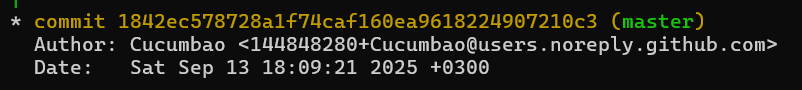 * commit 1842ec578728a1f74caf160ea9618224907210c3 (master)
Author: Cucumbao <144848280+Cucumbao@users.noreply.github.com>
Date:   Sat Sep 13 18:09:21 2025 +0300